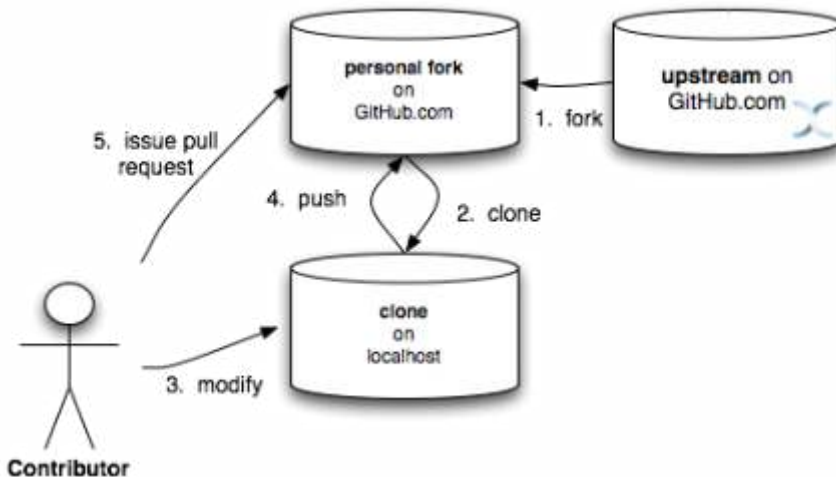 personal fork
on
GitHub.com
upstream on
GitHub.com
1. fork
5. issue pull
request
4. push
2. clone
clone
on
localhost
3. modify
Contributor